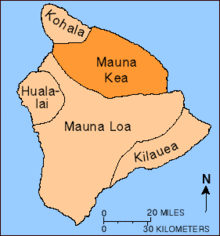 Kohala
Mauna
Kea
Huala-
lai
Mauna Loa
Kilauea
N
0 20 MILES
0 30 KILOMETERS